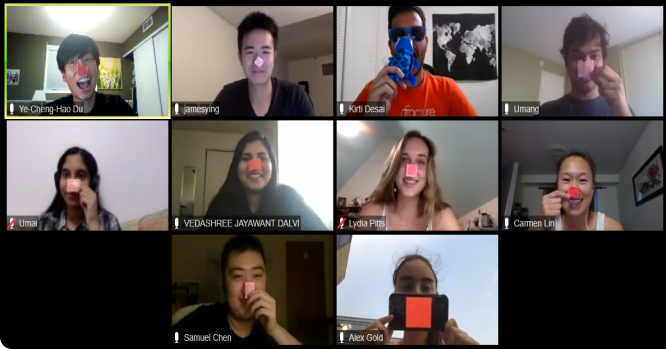 Ye-Cheng-Hao Du
jamesying
Kirti Desai
Umang
Umai
VEDASHREE JAYAWANT DALVI
Lydia Pitts
Carmen Lin
Samuel Chen
Alex Gold